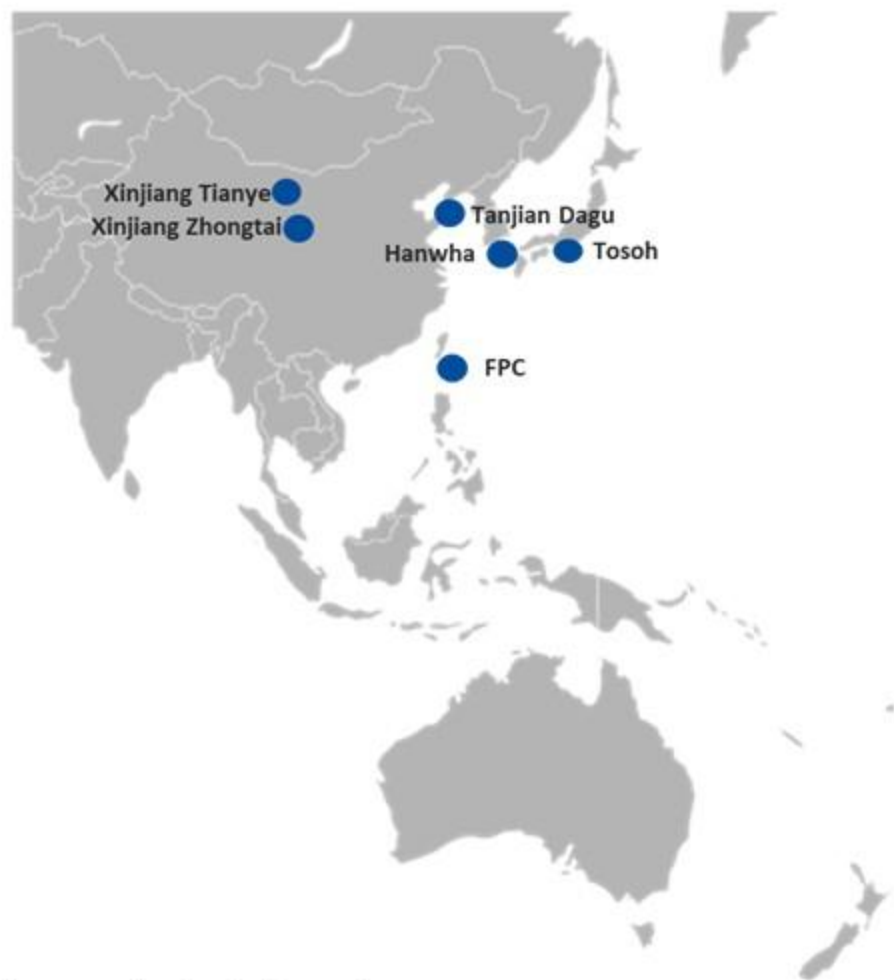 Xinjiang Tianye
Xinjiang Zhongtai
Tanjian Dagu
Hanwha
Tosoh
FPC